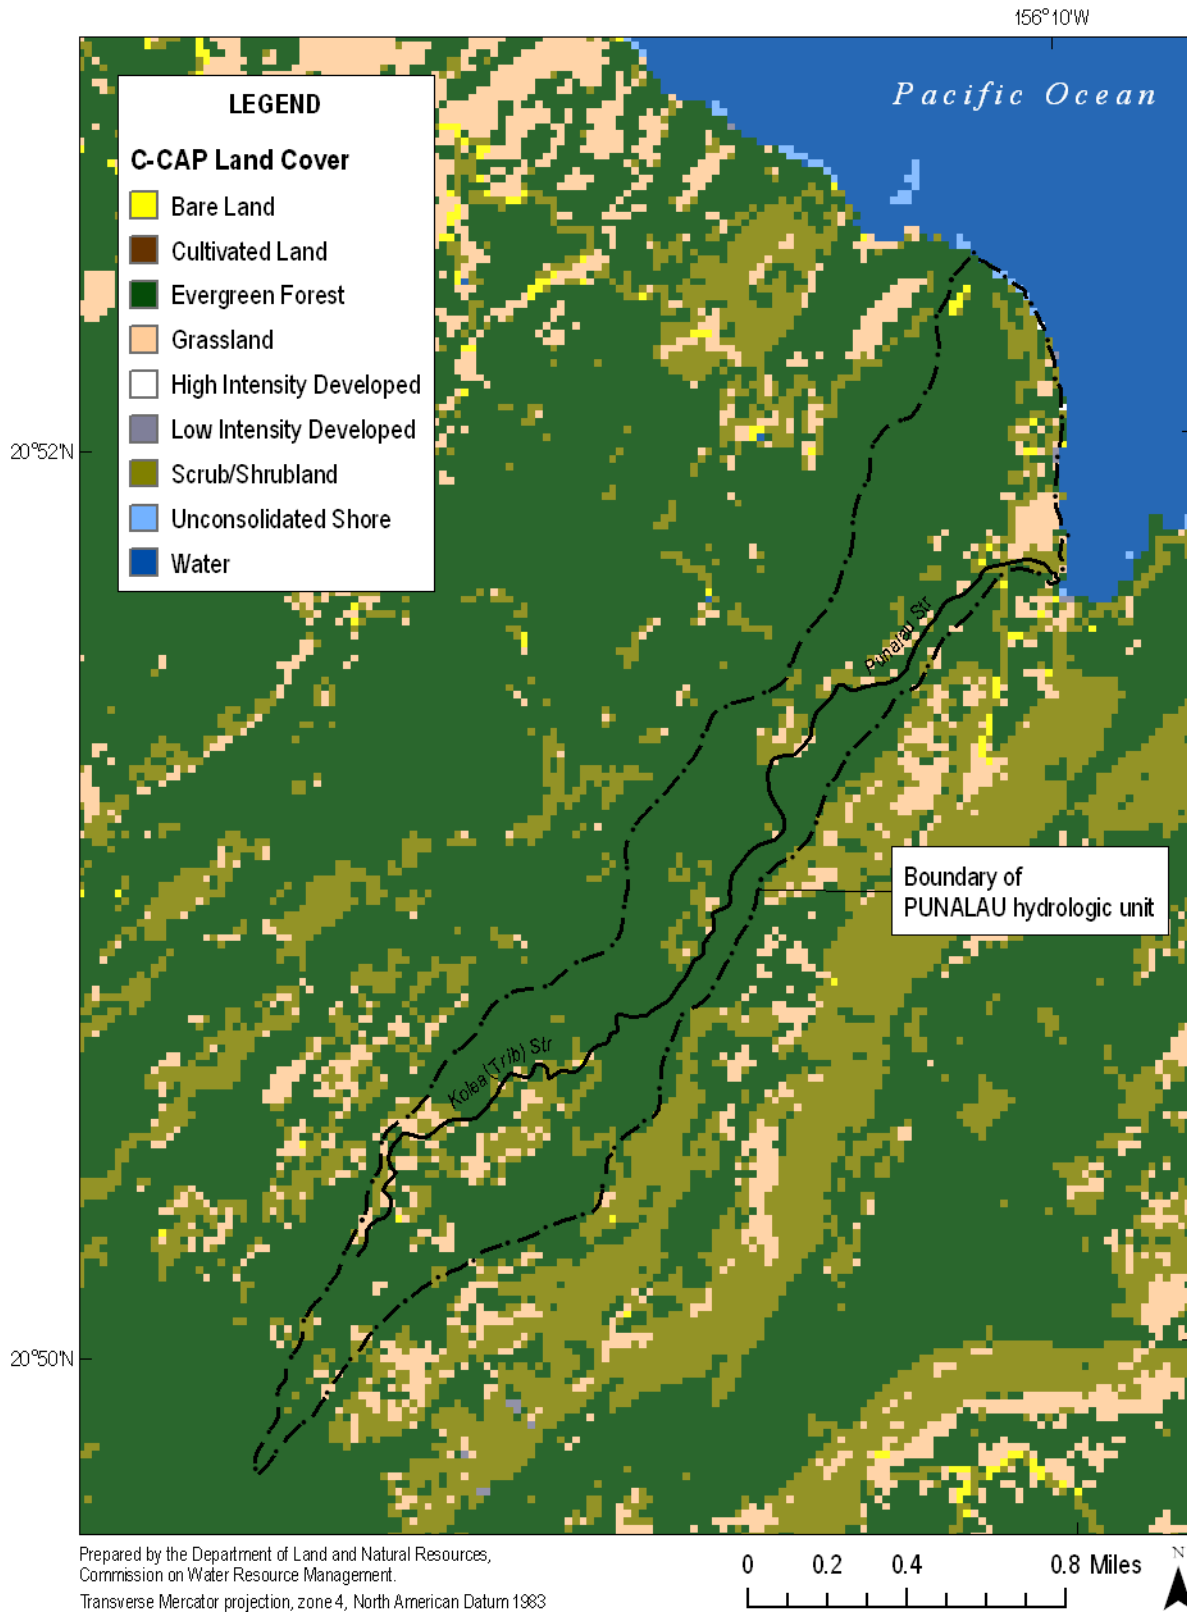 156°10'W
Pacific Ocean
LEGEND
C-CAP Land Cover
Bare Land
Cultivated Land
Evergreen Forest
Grassland
High Intensity Developed
Low Intensity Developed
Scrub/Shrubland
Unconsolidated Shore
Water
20°52'N
Punalau Str
Boundary of
PUNALAU hydrologic unit
Kolea (Trib) Str
20°50'N
Prepared by the Department of Land and Natural Resources,
Commission on Water Resource Management.
Transverse Mercator projection, zone 4, North American Datum 1983
0 0.2 0.4 0.8 Miles
N